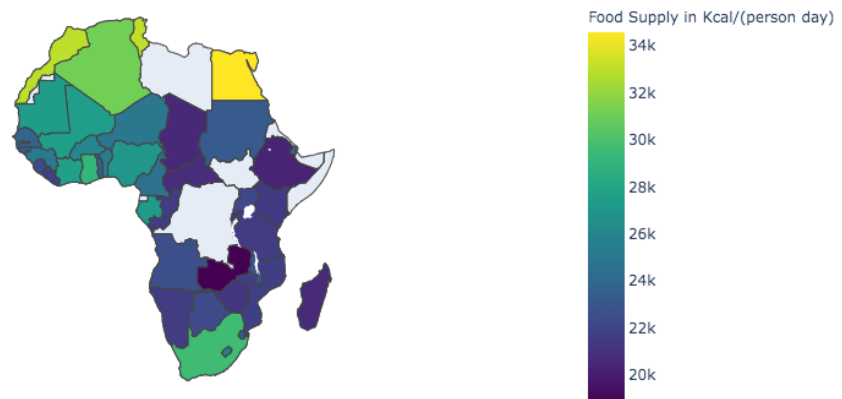 Food Supply in Kcal/(person day)
34k
32k
30k
28k
26k
24k
22k
20k